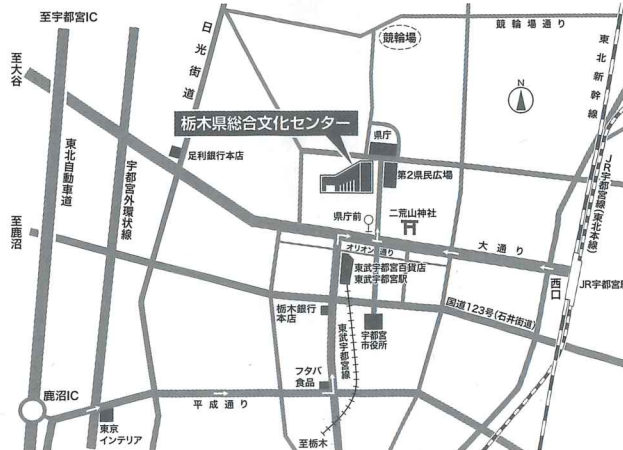 至宇都宮IC
至大谷
日光街道
競輪場
競輪場通り
東北新幹線
N
栃木県総合文化センター
県庁
足利銀行本店
第2県民広場
東北自動車道
宇都宮外環状線
JR宇都宮線(東北本線)
至鹿沼
県庁前
二荒山神社
オリオン通り
大通り
東武宇都宮百貨店
東武宇都宮駅
西口
JR宇都宮駅
国道123号(石井街道)
栃木銀行
本店
東武宇都宮線
宇都宮
市役所
フタバ
食品
鹿沼IC
平成通り
東京
インテリア
至栃木